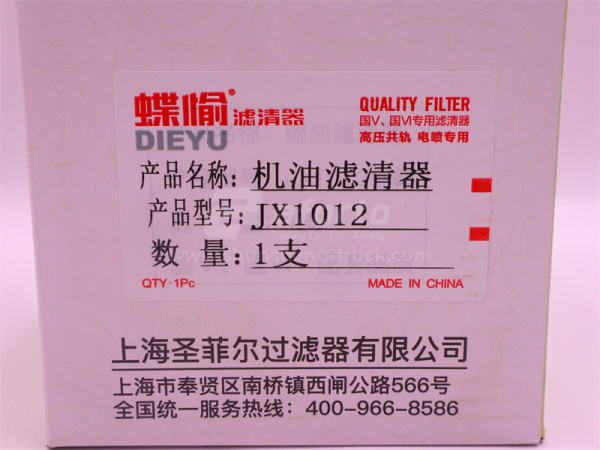 蝶愉® 滤清器
DIEYU
QUALITY FILTER
国Ⅴ、国Ⅵ专用滤清器
高压共轨 电喷专用
产品名称: 机油滤清器
产品型号: JX1012
数 量: 1支
QTY·1Pc
MADE IN CHINA
上海圣菲尔过滤器有限公司
上海市奉贤区南桥镇西闸公路566号
全国统一服务热线: 400-966-8586